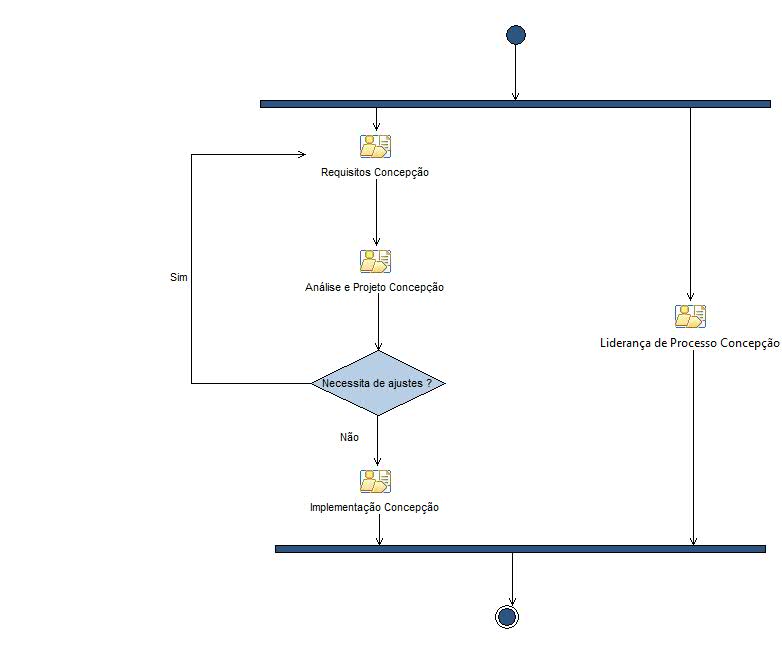 Requisitos Concepção
Sim
Análise e Projeto Concepção
Liderança de Processo Concepção
Necessita de ajustes ?
Não
Implementação Concepção